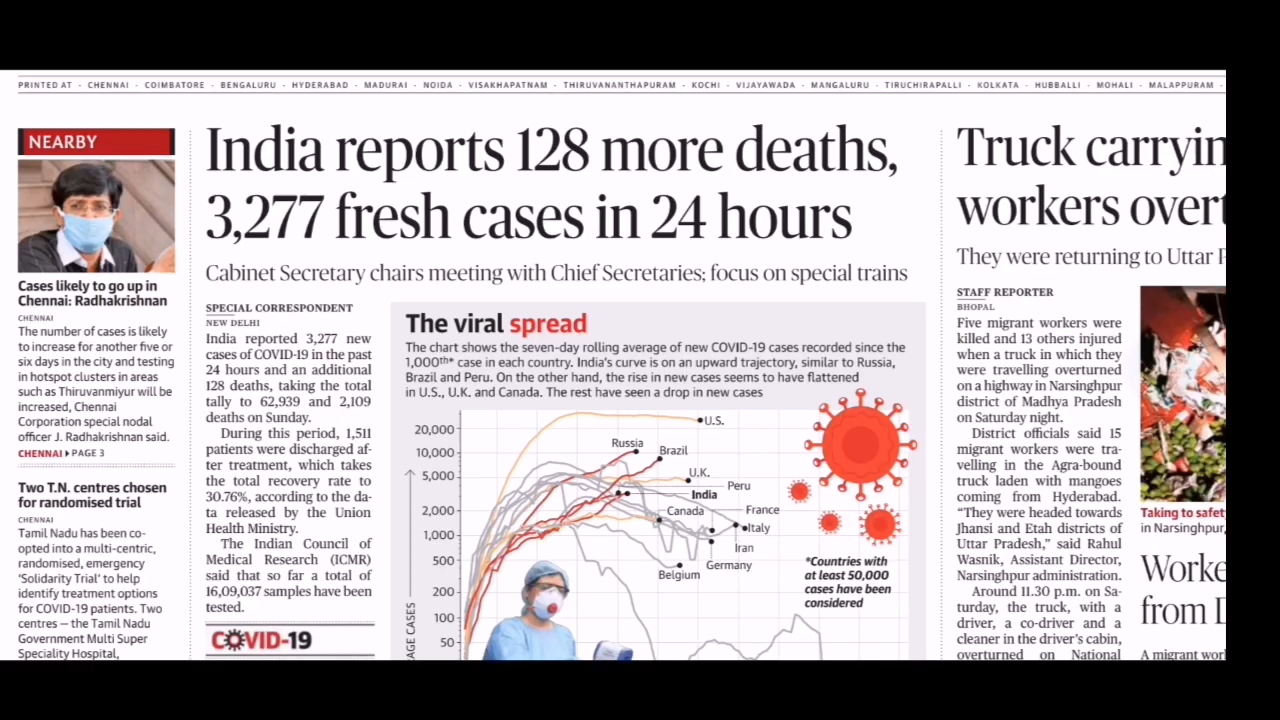 PRINTED AT · CHENNAI · COIMBATORE · BENGALURU · HYDERABAD · MADURAI · NOIDA · VISAKHAPATNAM · THIRUVANANTHAPURAM · KOCHI · VIJAYAWADA · MANGALURU · TIRUCHIRAPALLI · KOLKATA · HUBBALLI · MOHALI · MALAPPURAM ·
NEARBY
Cases likely to go up in
Chennai: Radhakrishnan
CHENNAI
The number of cases is likely
to increase for another five or
six days in the city and testing
in hotspot clusters in areas
such as Thiruvanmiyur will be
increased, Chennai
Corporation special nodal
officer J. Radhakrishnan said.
CHENNAI ▸ PAGE 3
Two T.N. centres chosen
for randomised trial
CHENNAI
Tamil Nadu has been co-
opted into a multi-centric,
randomised, emergency
'Solidarity Trial' to help
identify treatment options
for COVID-19 patients. Two
centres — the Tamil Nadu
Government Multi Super
Speciality Hospital,
India reports 128 more deaths,
3,277 fresh cases in 24 hours
Cabinet Secretary chairs meeting with Chief Secretaries; focus on special trains
SPECIAL CORRESPONDENT
NEW DELHI
India reported 3,277 new
cases of COVID-19 in the past
24 hours and an additional
128 deaths, taking the total
tally to 62,939 and 2,109
deaths on Sunday.
During this period, 1,511
patients were discharged af-
ter treatment, which takes
the total recovery rate to
30.76%, according to the da-
ta released by the Union
Health Ministry.
The Indian Council of
Medical Research (ICMR)
said that so far a total of
16,09,037 samples have been
tested.
COVID-19
The viral spread
The chart shows the seven-day rolling average of new COVID-19 cases recorded since the
1,000th* case in each country. India's curve is on an upward trajectory, similar to Russia,
Brazil and Peru. On the other hand, the rise in new cases seems to have flattened
in U.S., U.K. and Canada. The rest have seen a drop in new cases
20,000
10,000
5,000
2,000
1,000
500
200
100
50
AGE CASES
U.S.
Russia
Brazil
U.K.
Peru
India
Canada
France
Italy
Iran
Germany
Belgium
*Countries with
at least 50,000
cases have been
considered
Truck carryin
workers overt
They were returning to Uttar P
STAFF REPORTER
BHOPAL
Five migrant workers were
killed and 13 others injured
when a truck in which they
were travelling overturned
on a highway in Narsinghpur
district of Madhya Pradesh
on Saturday night.
District officials said 15
migrant workers were tra-
velling in the Agra-bound
truck laden with mangoes
coming from Hyderabad.
“They were headed towards
Jhansi and Etah districts of
Uttar Pradesh,” said Rahul
Wasnik, Assistant Director,
Narsinghpur administration.
Around 11.30 p.m. on Sa-
turday, the truck, with a
driver, a co-driver and a
cleaner in the driver's cabin,
overturned on National
Taking to safet
in Narsinghpur,
Worke
from D
A migrant worl